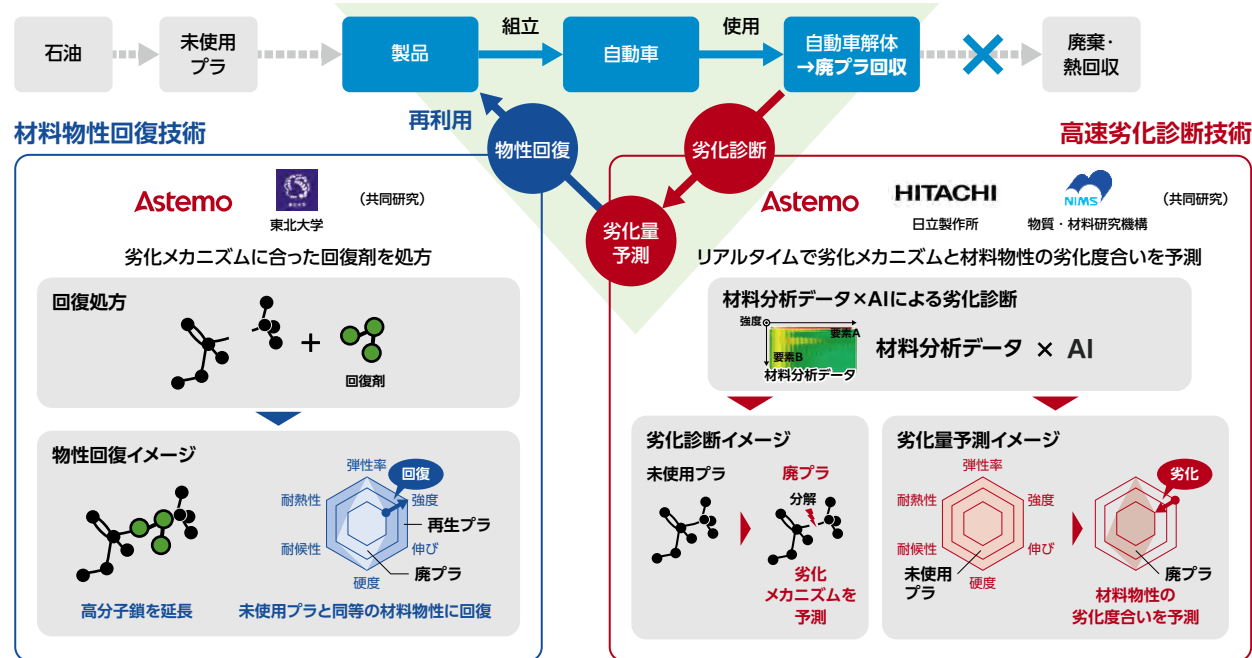 石油
未使用
プラ
製品
組立
自動車
使用
自動車解体
→廃プラ回収
廃棄・
熱回収
再利用
物性回復
劣化診断
劣化量
予測
材料物性回復技術
Astemo
東北大学
（共同研究）
劣化メカニズムに合った回復剤を処方
回復処方
+
回復剤
物性回復イメージ
弾性率
回復
耐熱性
強度
再生プラ
耐候性
伸び
廃プラ
硬度
高分子鎖を延長
未使用プラと同等の材料物性に回復
高速劣化診断技術
Astemo
HITACHI
日立製作所
NIMS
物質・材料研究機構
（共同研究）
リアルタイムで劣化メカニズムと材料物性の劣化度合いを予測
材料分析データ×AIによる劣化診断
強度
要素A
要素B
材料分析データ
材料分析データ × AI
劣化診断イメージ
未使用プラ
廃プラ
分解
劣化
メカニズムを
予測
劣化量予測イメージ
弾性率
劣化
耐熱性
強度
耐候性
伸び
未使用
プラ
硬度
廃プラ
材料物性の
劣化度合いを予測